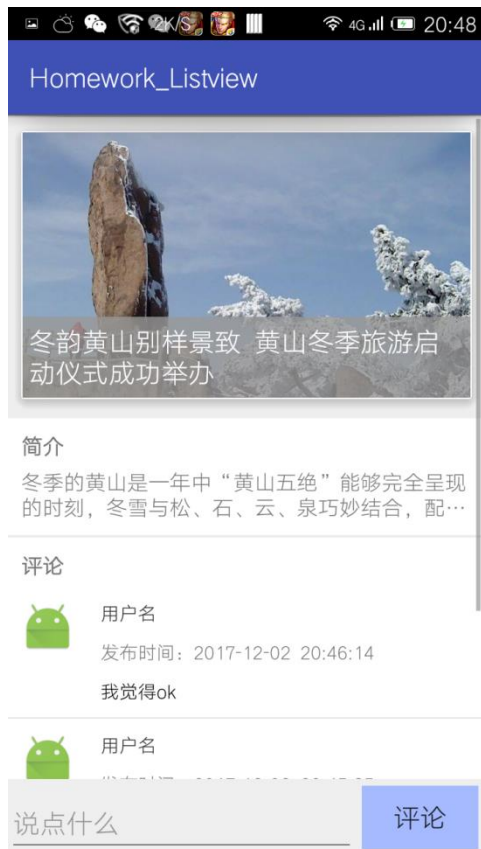 2K/S 4G 20:48
Homework_Listview
冬韵黄山别样景致 黄山冬季旅游启
动仪式成功举办
简介
冬季的黄山是一年中“黄山五绝”能够完全呈现
的时刻，冬雪与松、石、云、泉巧妙结合，配…
评论
用户名
发布时间：2017-12-02 20:46:14
我觉得ok
用户名
说点什么
评论